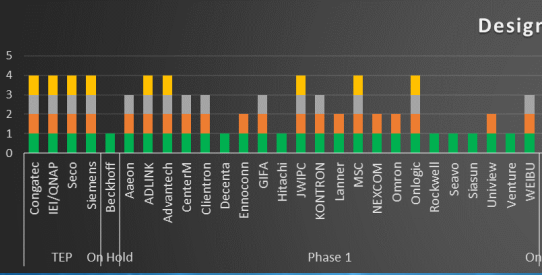 Design
5
4
3
2
1
0
Congatec
IEI/QNAP
Seco
Siemens
Beckhoff
Aaeon
ADLINK
Advantech
CenterM
Clientron
Decenta
Ennoconn
GIFA
Hitachi
JWIPC
KONTRON
Lanner
MSC
NEXCOM
Omron
Onlogic
Rockwell
Seavo
Siasun
Uniview
Venture
WEIBU
TEP
On Hold
Phase 1
On